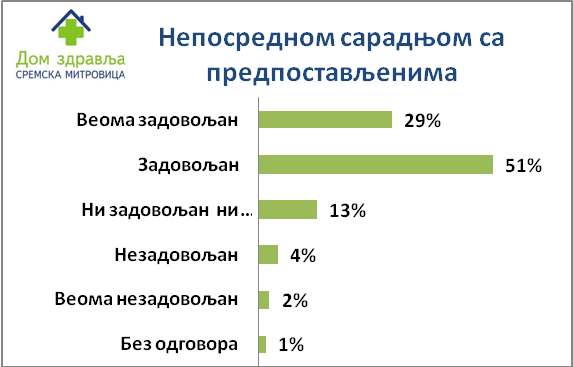 Дом здравља
СРЕМСКА МИТРОВИЦА
Непосредном сарадњом са
предпостављенима
Веома задовољан 29%
Задовољан 51%
Ни задовољан ни... 13%
Незадовољан 4%
Веома незадовољан 2%
Без одговора 1%